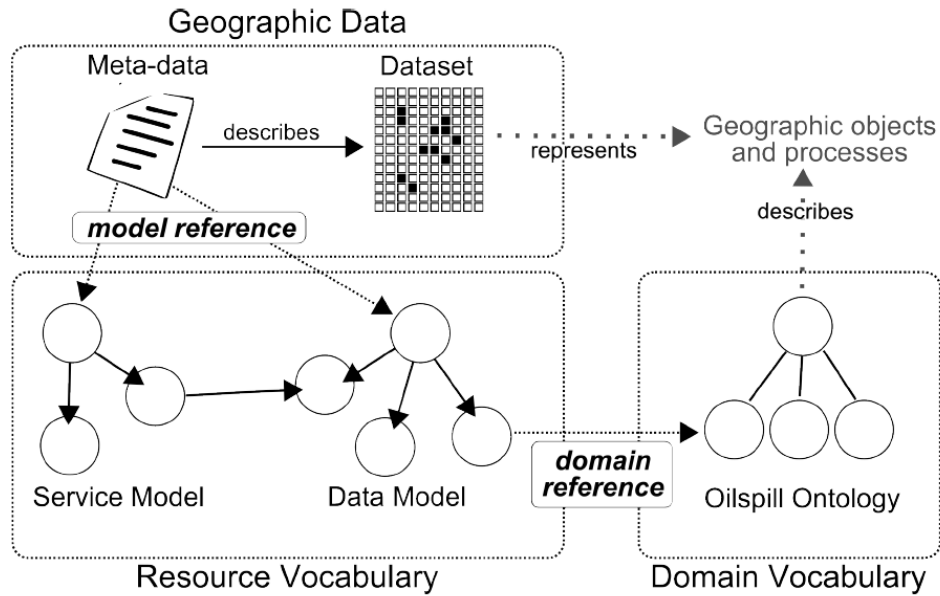 Geographic Data
Meta-data
Dataset
describes
represents
Geographic objects
and processes
describes
model reference
Service Model
Data Model
domain
reference
Oilspill Ontology
Resource Vocabulary
Domain Vocabulary